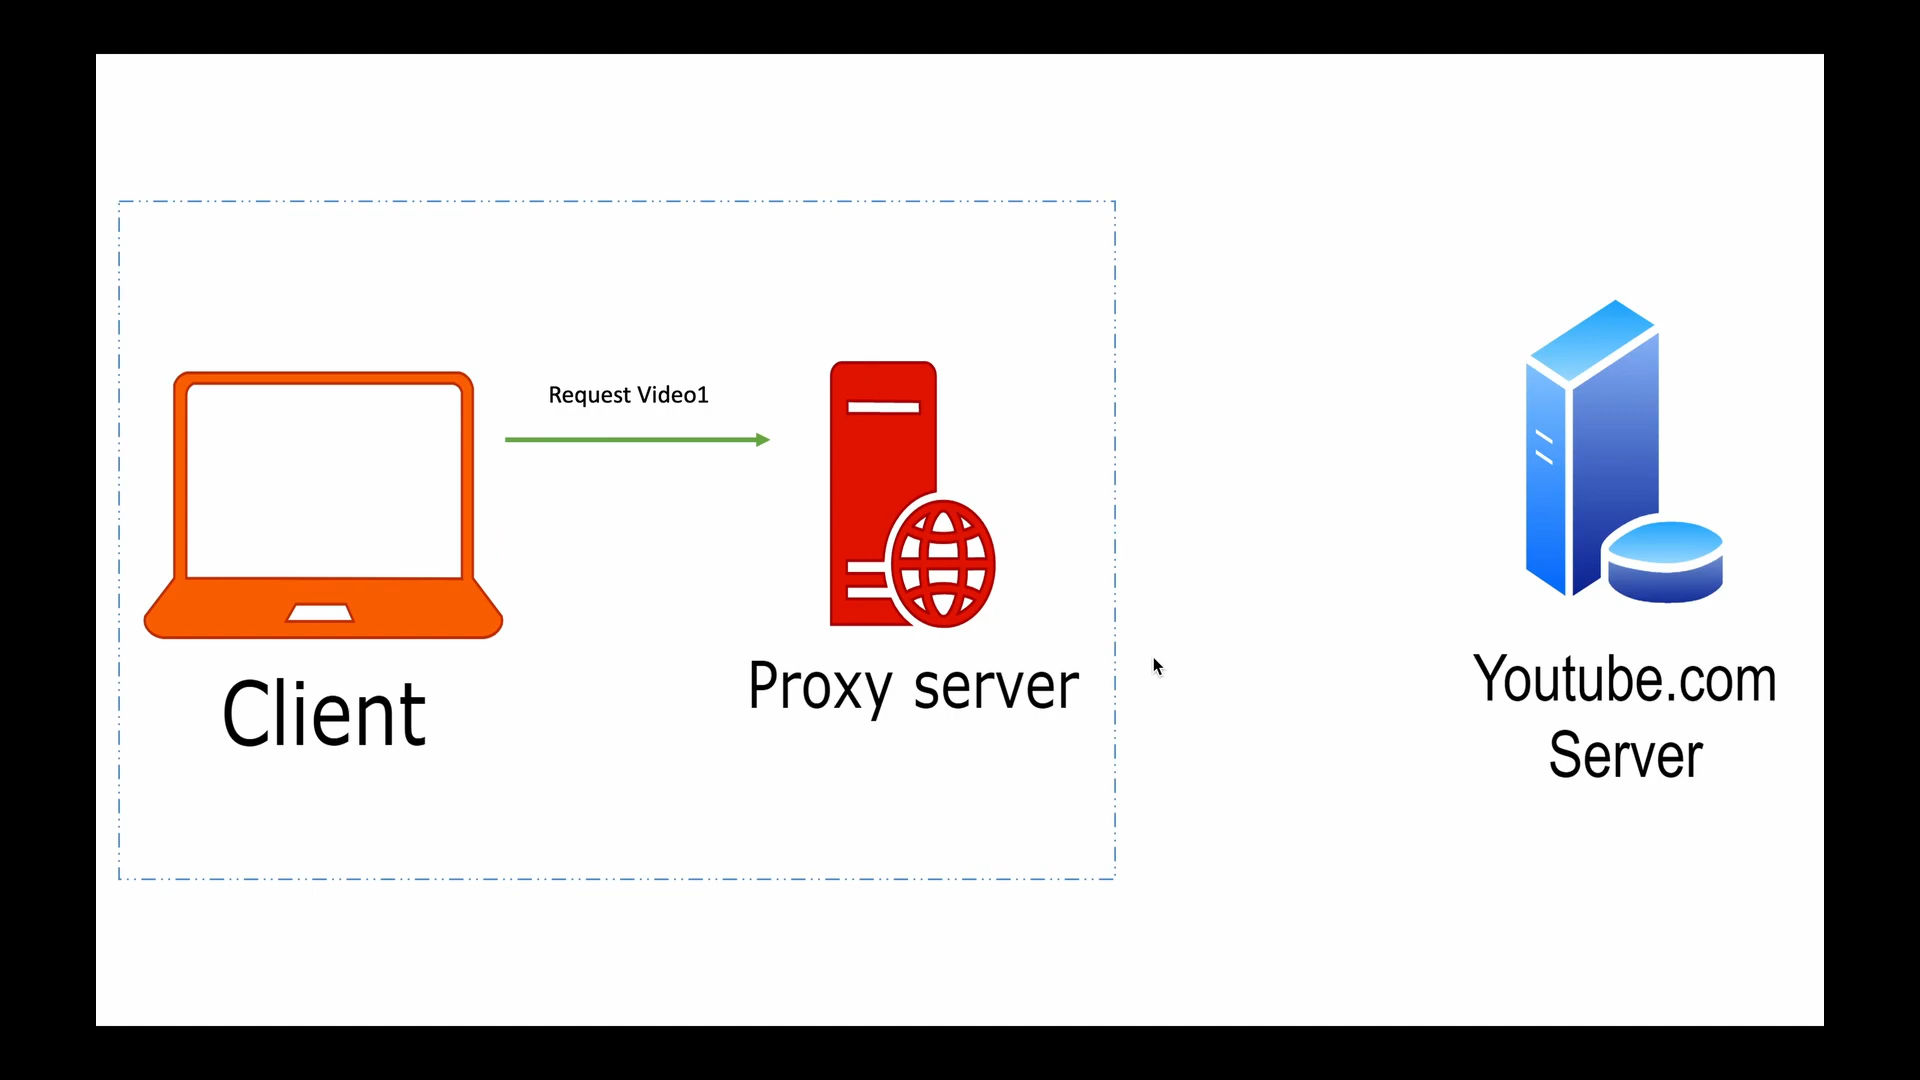 Request Video1
Client
Proxy server
Youtube.com
Server